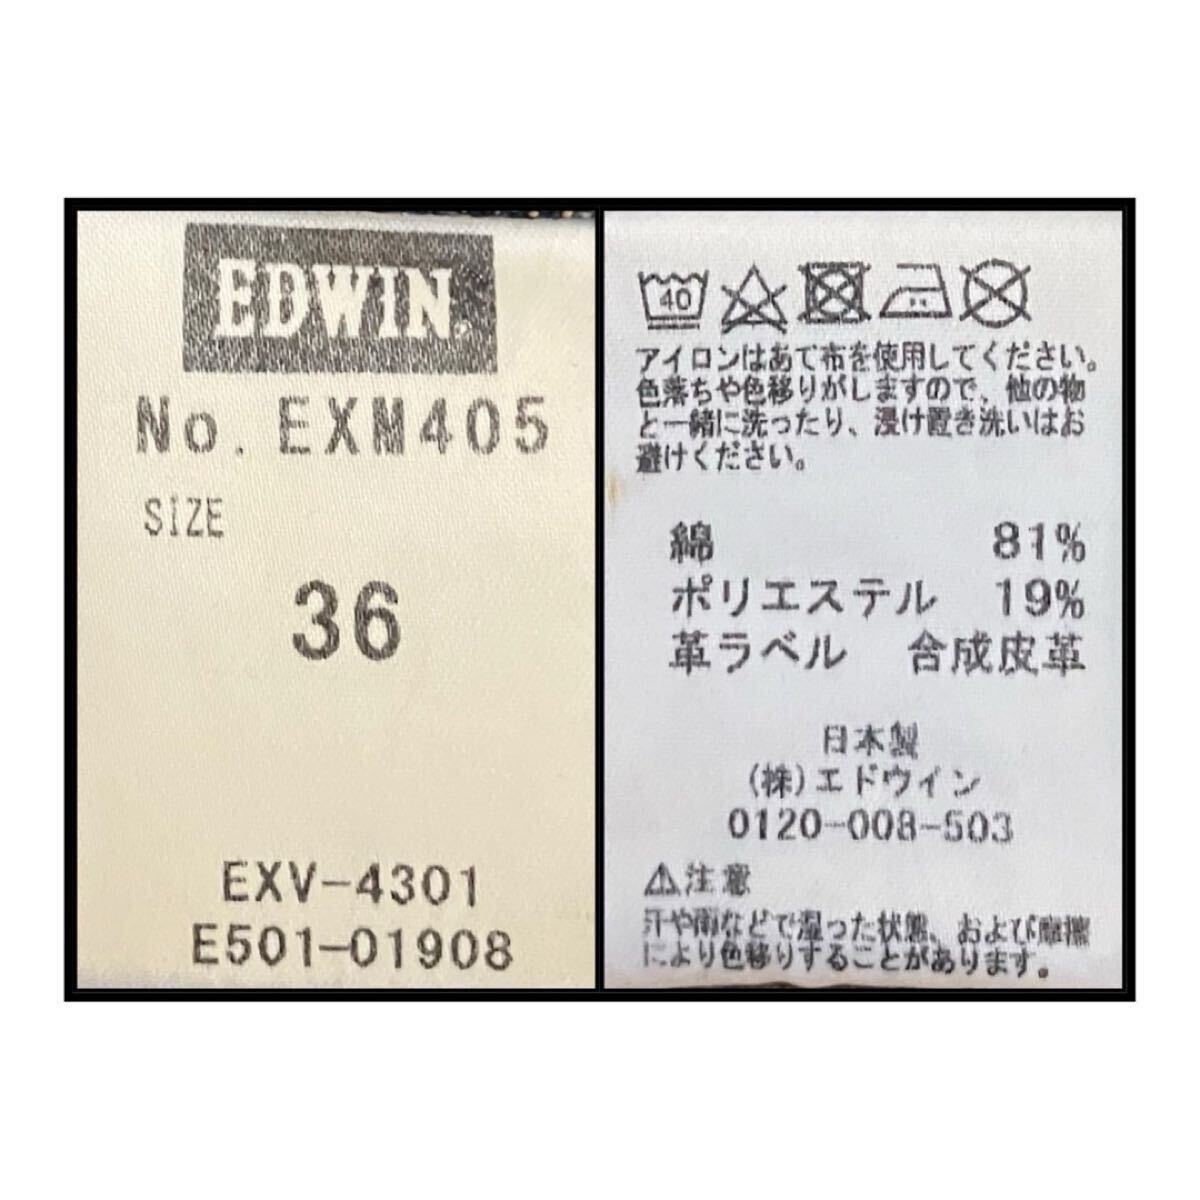 EDWIN
No. EXM405
SIZE
36
EXV-4301
E501-01908
40
アイロンはあて布を使用してください。
色落ちや色移りがしますので、他の物
と一緒に洗ったり、浸け置き洗いはお
避けください。
綿 81%
ポリエステル 19%
革ラベル 合成皮革
日本製
(株)エドウイン
0120-008-503
⚠注意
汗や雨などで湿った状態、および摩擦
により色移りすることがあります。